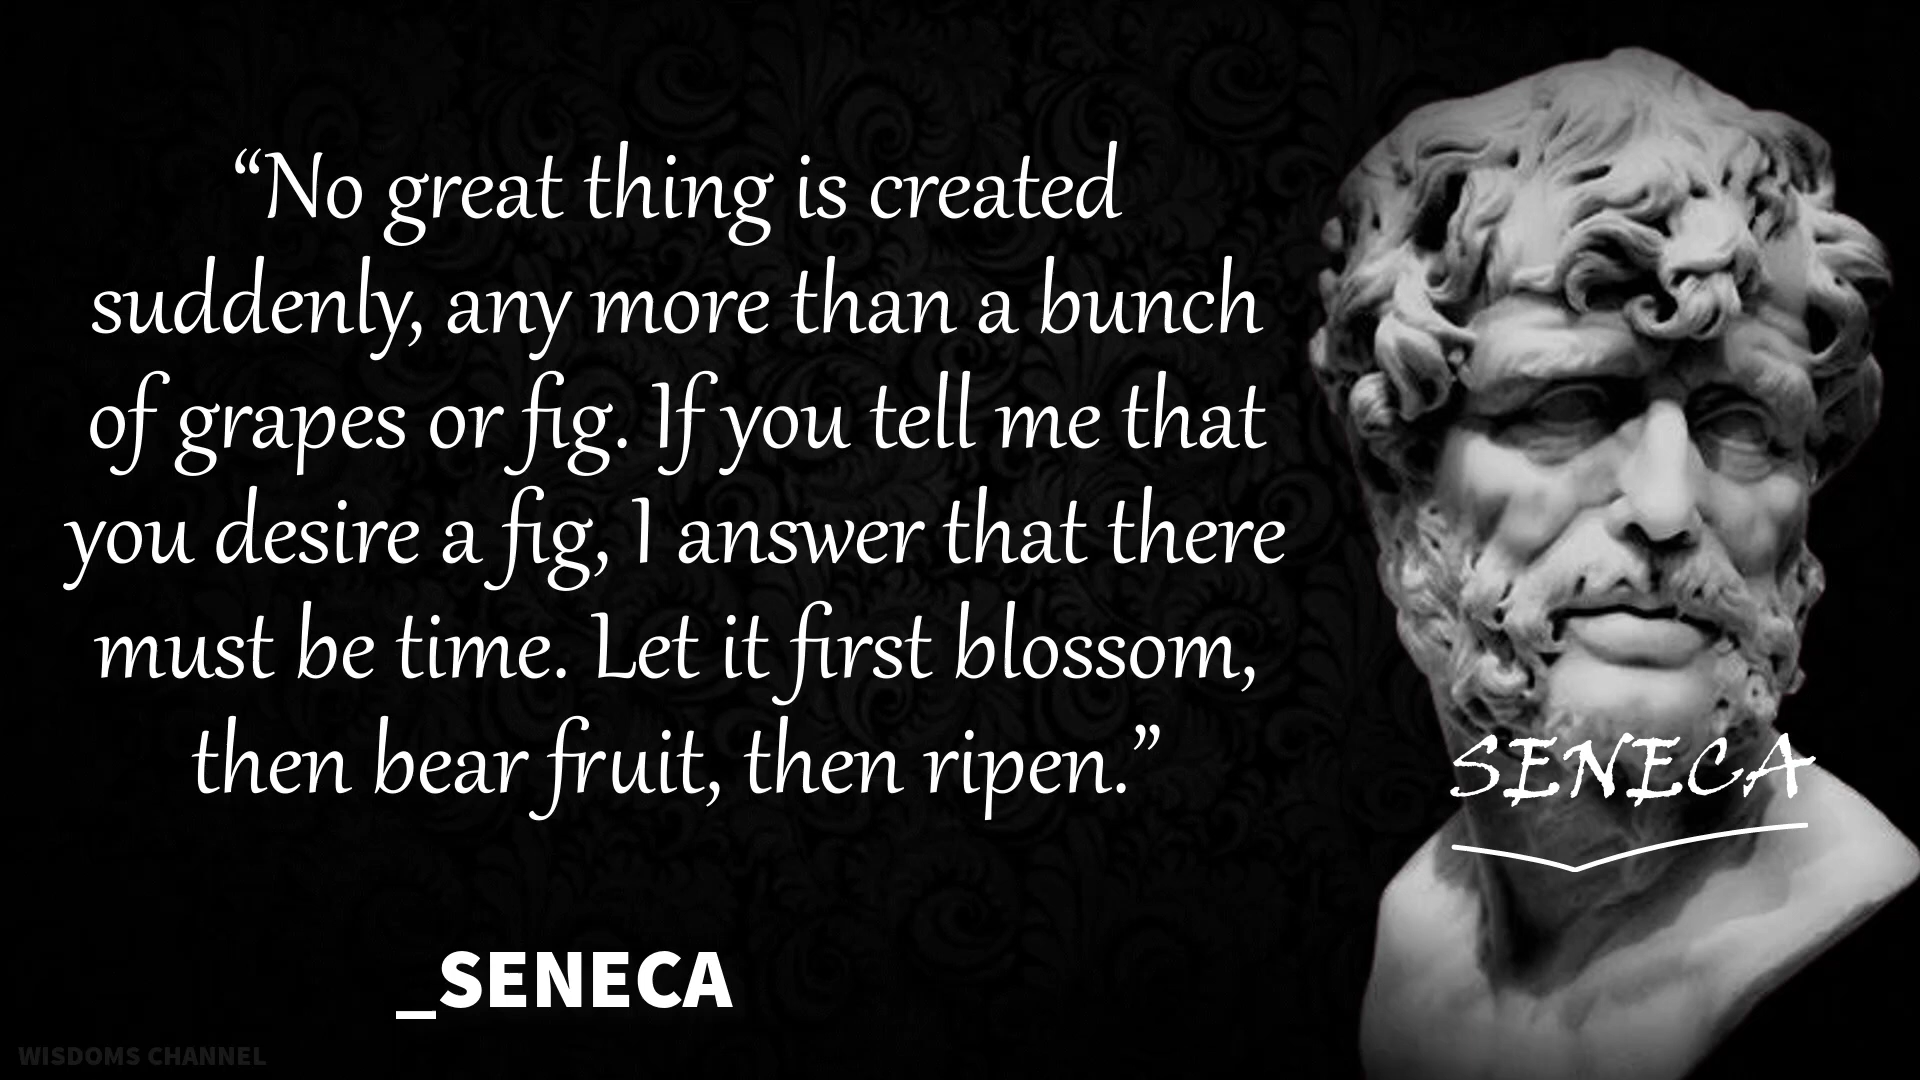 “No great thing is created
suddenly, any more than a bunch
of grapes or fig. If you tell me that
you desire a fig, I answer that there
must be time. Let it first blossom,
then bear fruit, then ripen.”
SENECA
_SENECA
WISDOMS CHANNEL